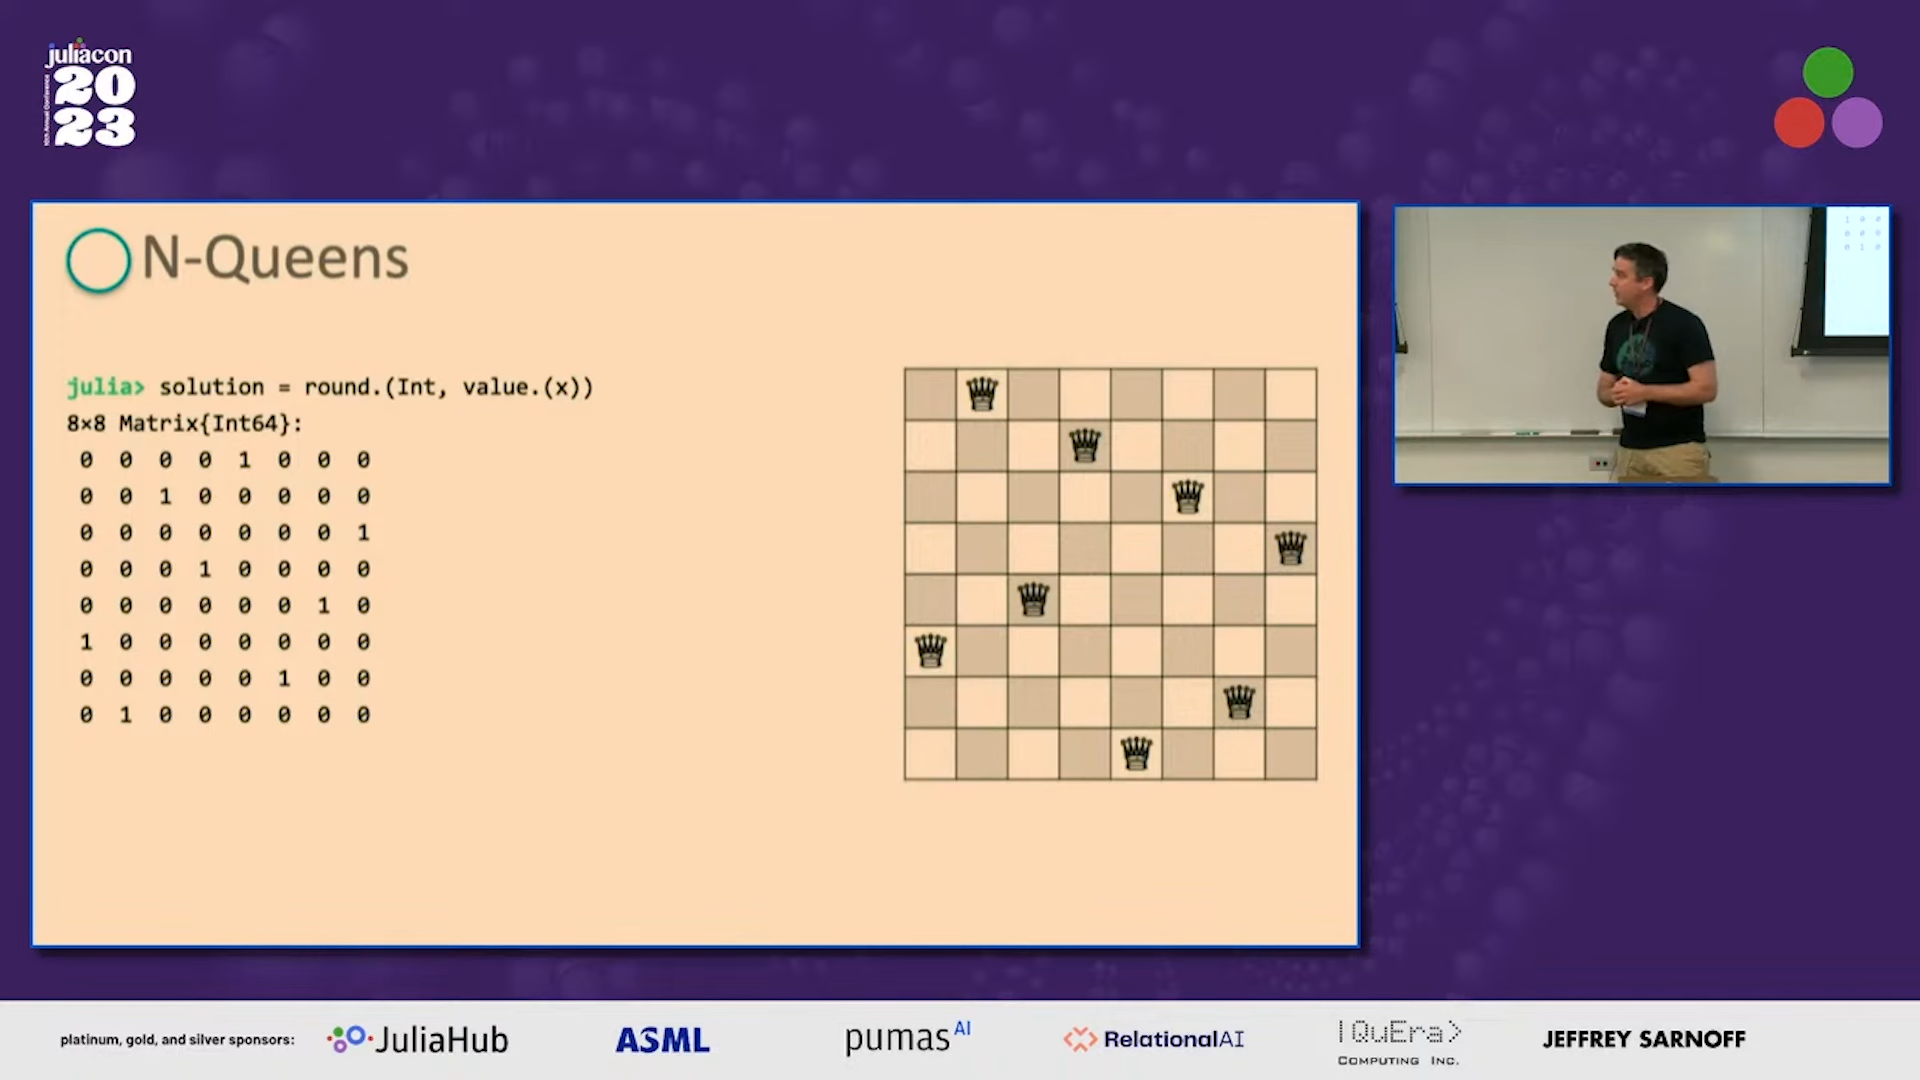 juliacon
20
23
N-Queens
julia> solution = round.(Int, value.(x))
8×8 Matrix{Int64}:
0 0 0 0 1 0 0 0
0 0 1 0 0 0 0 0
0 0 0 0 0 0 0 1
0 0 0 1 0 0 0 0
0 0 0 0 0 0 1 0
1 0 0 0 0 0 0 0
0 0 0 0 0 1 0 0
0 1 0 0 0 0 0 0
platinum, gold, and silver sponsors:
JuliaHub
ASML
pumasAI
RelationalAI
|QuEra>
COMPUTING INC.
JEFFREY SARNOFF